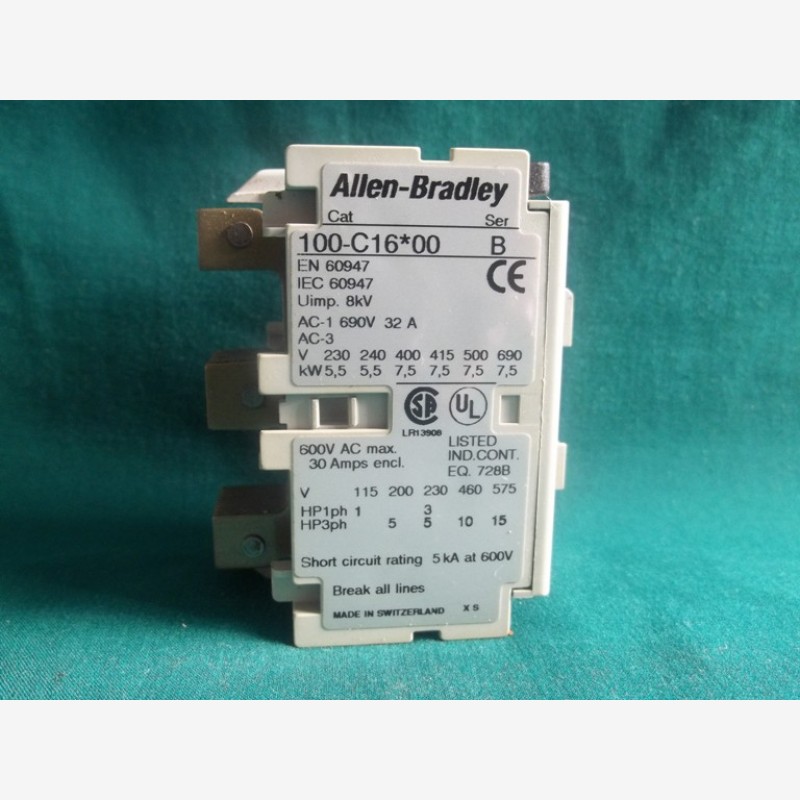 Allen-Bradley
Cat Ser
100-C16*00 B
EN 60947
IEC 60947
CE
Uimp. 8kV
AC-1 690V 32 A
AC-3
V 230 240 400 415 500 690
kW 5,5 5,5 7,5 7,5 7,5 7,5
SA UL
LR13908
600V AC max.
30 Amps encl.
LISTED
IND.CONT.
EQ. 728B
V 115 200 230 460 575
HP1ph 1 3
HP3ph 5 5 10 15
Short circuit rating 5 kA at 600V
Break all lines
MADE IN SWITZERLAND X S